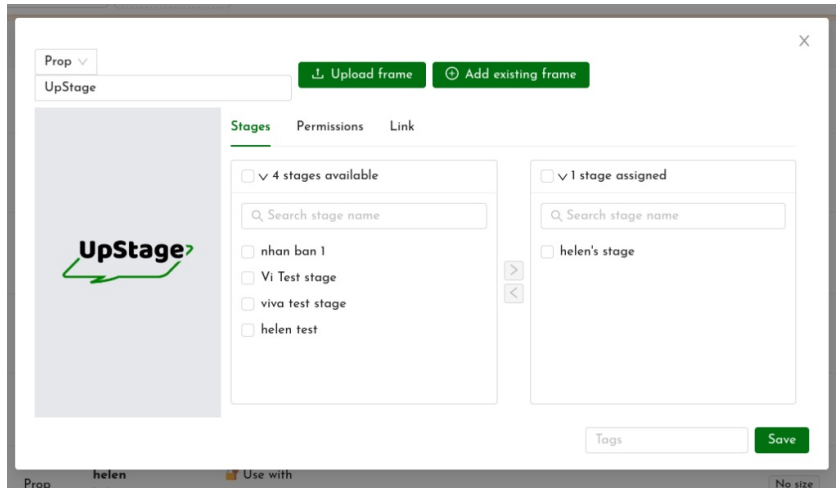 Prop
UpStage
Upload frame
Add existing frame
Stages Permissions Link
4 stages available
Search stage name
nhan ban 1
Vi Test stage
viva test stage
helen test
1 stage assigned
Search stage name
helen's stage
UpStage
Tags
Save
Prop
helen
Use with
No size